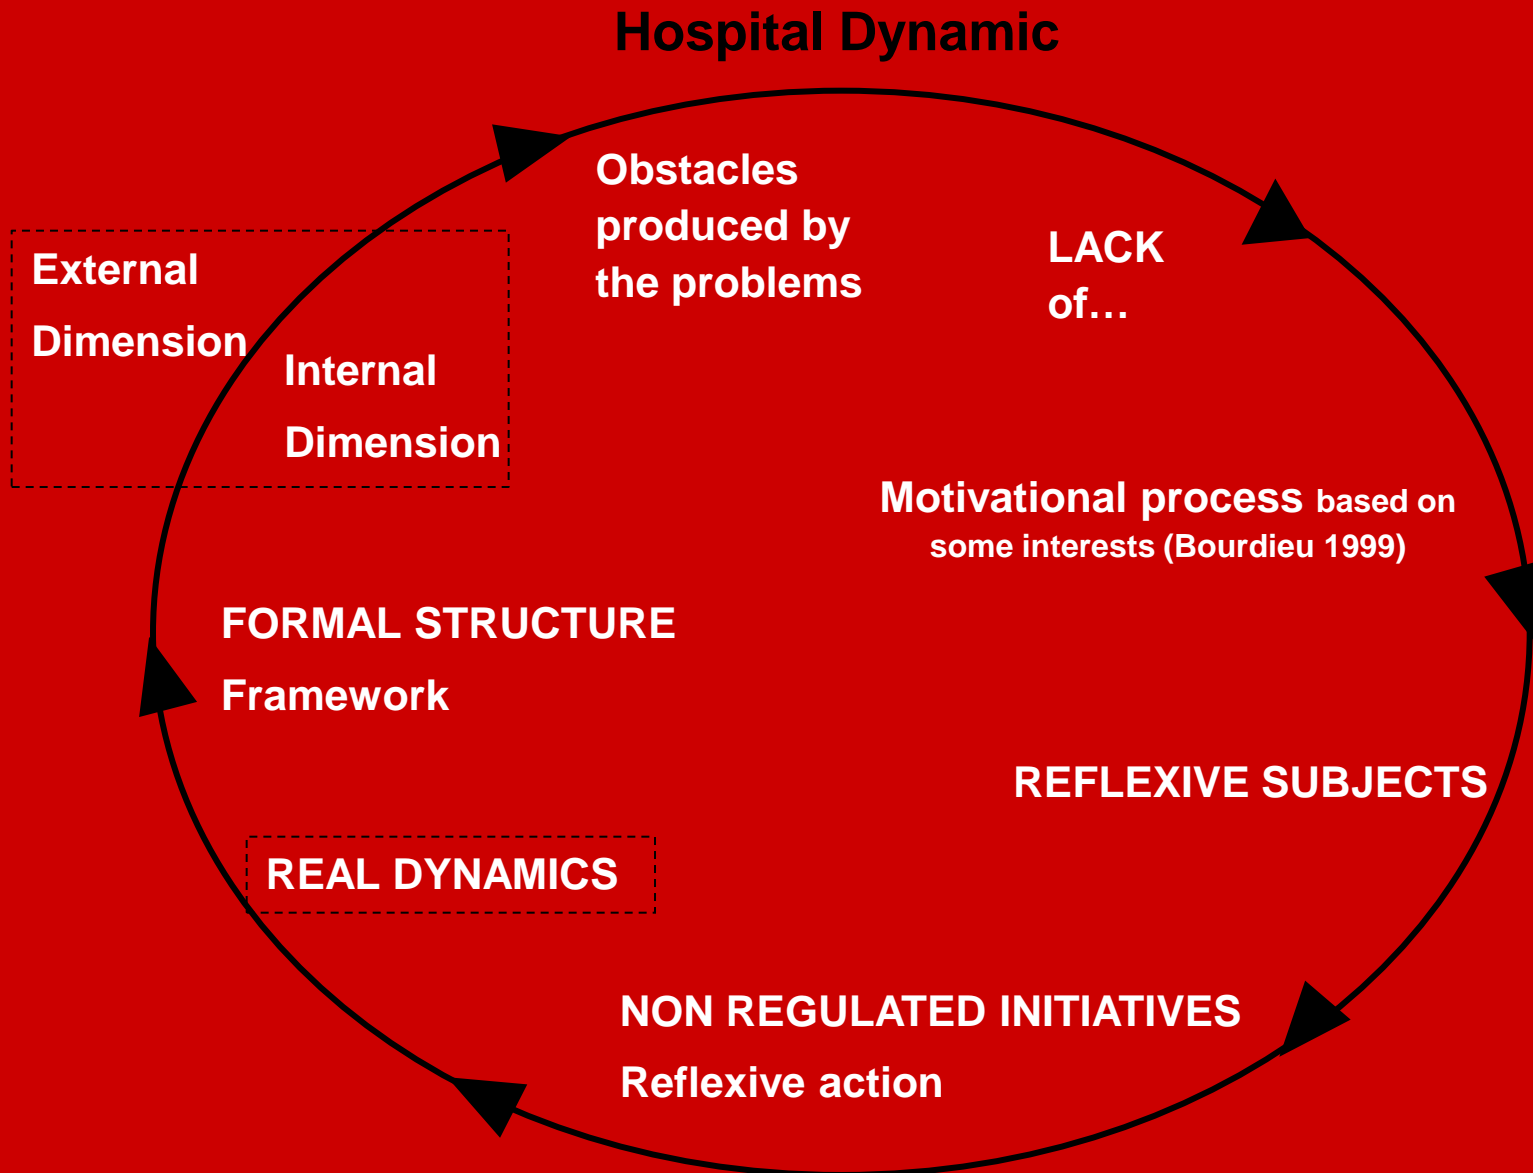 Hospital Dynamic
Obstacles
produced by
the problems
LACK
of…
External
Dimension
Internal
Dimension
Motivational process based on
some interests (Bourdieu 1999)
FORMAL STRUCTURE
Framework
REFLEXIVE SUBJECTS
REAL DYNAMICS
NON REGULATED INITIATIVES
Reflexive action